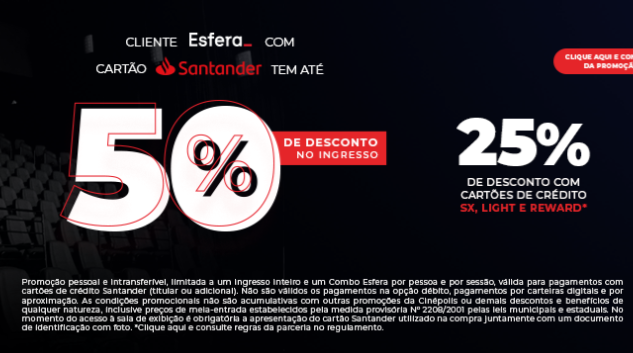 CLIENTE Esfera_ COM
CARTÃO Santander TEM ATÉ
CLIQUE AQUI E
DA PROMOÇÃ
50%
DE DESCONTO
NO INGRESSO
25%
DE DESCONTO COM
CARTÕES DE CRÉDITO
SX, LIGHT E REWARD*
Promoção pessoal e intransferível, limitada a um Ingresso Inteiro e um Combo Esfera por pessoa e por sessão, válida para pagamentos com
cartões de crédito Santander (titular ou adicional). Não são válidos os pagamentos na opção débito, pagamentos por carteiras digitais e por
aproximação. As condições promocionais não são acumulativas com outras promoções da Cinépolis ou demais descontos e benefícios de
qualquer natureza, inclusive preços de meia-entrada estabelecidos pela medida provisória Nº 2208/2001 pelas leis municipais e estaduais. No
momento do acesso à sala de exibição é obrigatória a apresentação do cartão Santander utilizado na compra juntamente com um documento
de identificação com foto. *Clique aqui e consulte regras da parceria no regulamento.